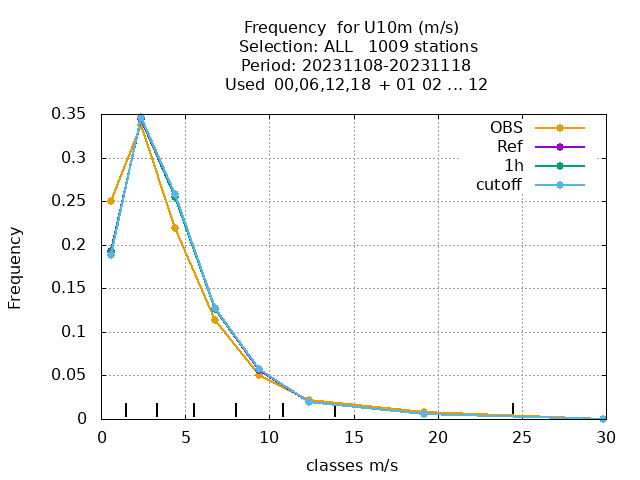 Frequency  for U10m (m/s)
Selection: ALL   1009 stations
Period: 20231108-20231118
Used  00,06,12,18  + 01 02 ... 12
OBS
Ref
1h
cutoff
Frequency
0.35
0.3
0.25
0.2
0.15
0.1
0.05
0
0 5 10 15 20 25 30
classes m/s